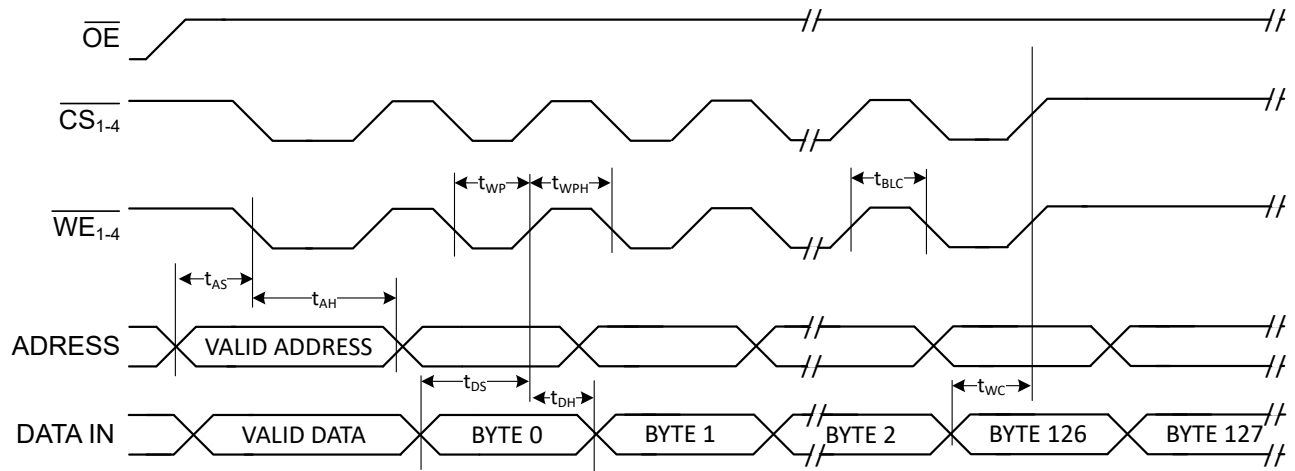 OE
CS1-4
tWP
tWPH
tBLC
WE1-4
tAS
tAH
ADRESS
VALID ADDRESS
tDS
tDH
tWC
DATA IN
VALID DATA
BYTE 0
BYTE 1
BYTE 2
BYTE 126
BYTE 127